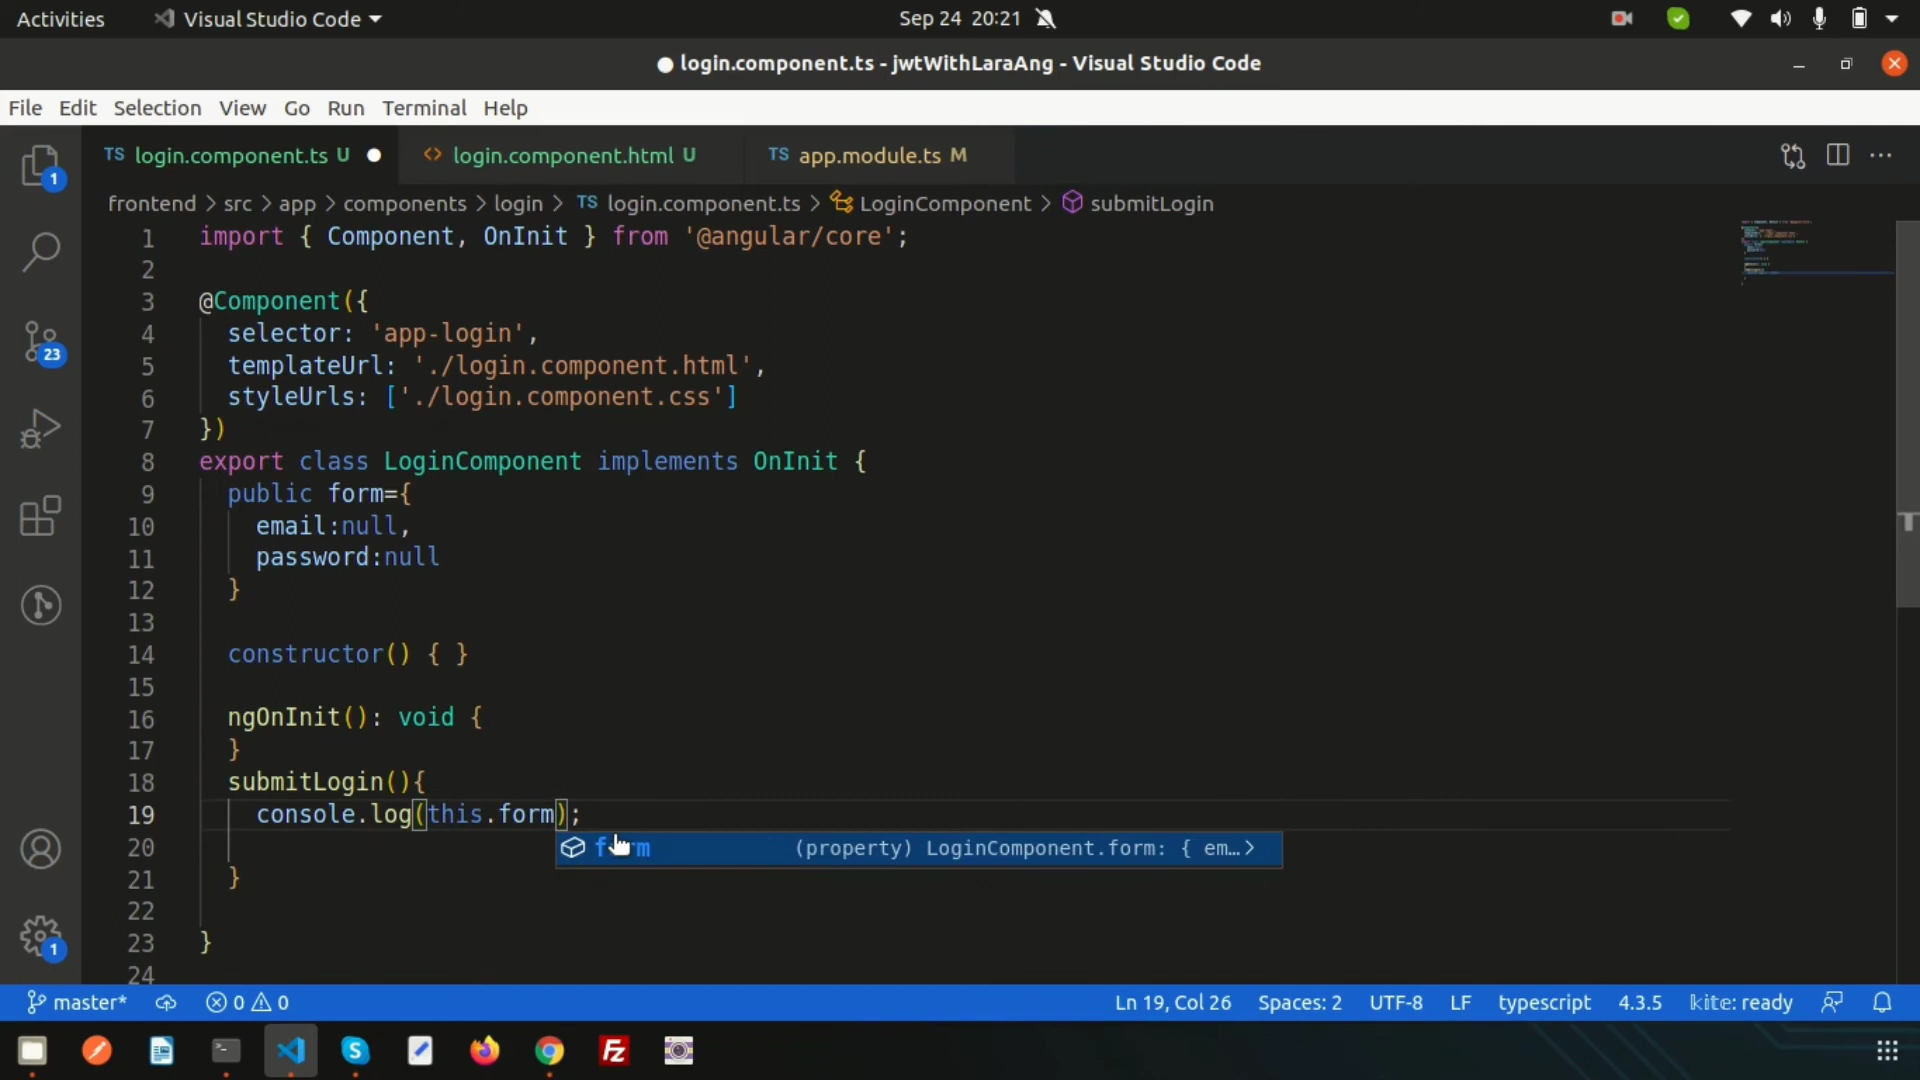 Activities
Visual Studio Code
Sep 24 20:21
login.component.ts - jwtWithLaraAng - Visual Studio Code
File Edit Selection View Go Run Terminal Help
TS login.component.ts U
<> login.component.html U
TS app.module.ts M
frontend > src > app > components > login > TS login.component.ts > LoginComponent > submitLogin
1
23
1
1 import { Component, OnInit } from '@angular/core';
2
3 @Component({
4 selector: 'app-login',
5 templateUrl: './login.component.html',
6 styleUrls: ['./login.component.css']
7 })
8 export class LoginComponent implements OnInit {
9 public form={
10 email:null,
11 password:null
12 }
13
14 constructor() { }
15
16 ngOnInit(): void {
17 }
18 submitLogin(){
19 console.log(this.form);
20
form (property) LoginComponent.form: { em…>
21 }
22
23 }
24
master* 0 0 Ln 19, Col 26 Spaces: 2 UTF-8 LF typescript 4.3.5 kite: ready